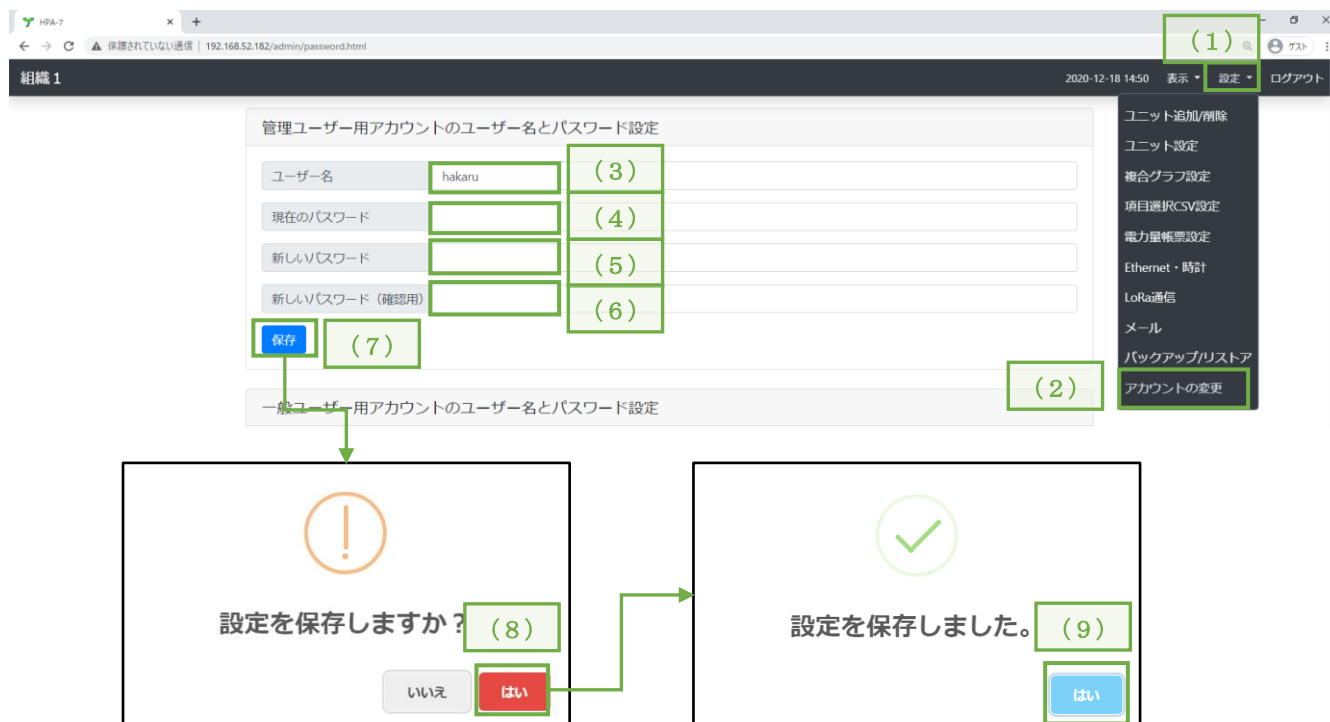 HPA-7
(1)
保護されていない通信 | 192.168.52.182/admin/password.html
ゲスト
組織 1
2020-12-18 14:50 表示 設定 ログアウト
ユニット追加/削除
ユニット設定
複合グラフ設定
項目選択CSV設定
電力量帳票設定
Ethernet・時計
LoRa通信
メール
バックアップ/リストア
(2)
アカウントの変更
管理ユーザー用アカウントのユーザー名とパスワード設定
ユーザー名 hakaru (3)
現在のパスワード (4)
新しいパスワード (5)
新しいパスワード(確認用) (6)
保存 (7)
一般ユーザー用アカウントのユーザー名とパスワード設定
設定を保存しますか? (8)
いいえ はい
設定を保存しました。 (9)
はい